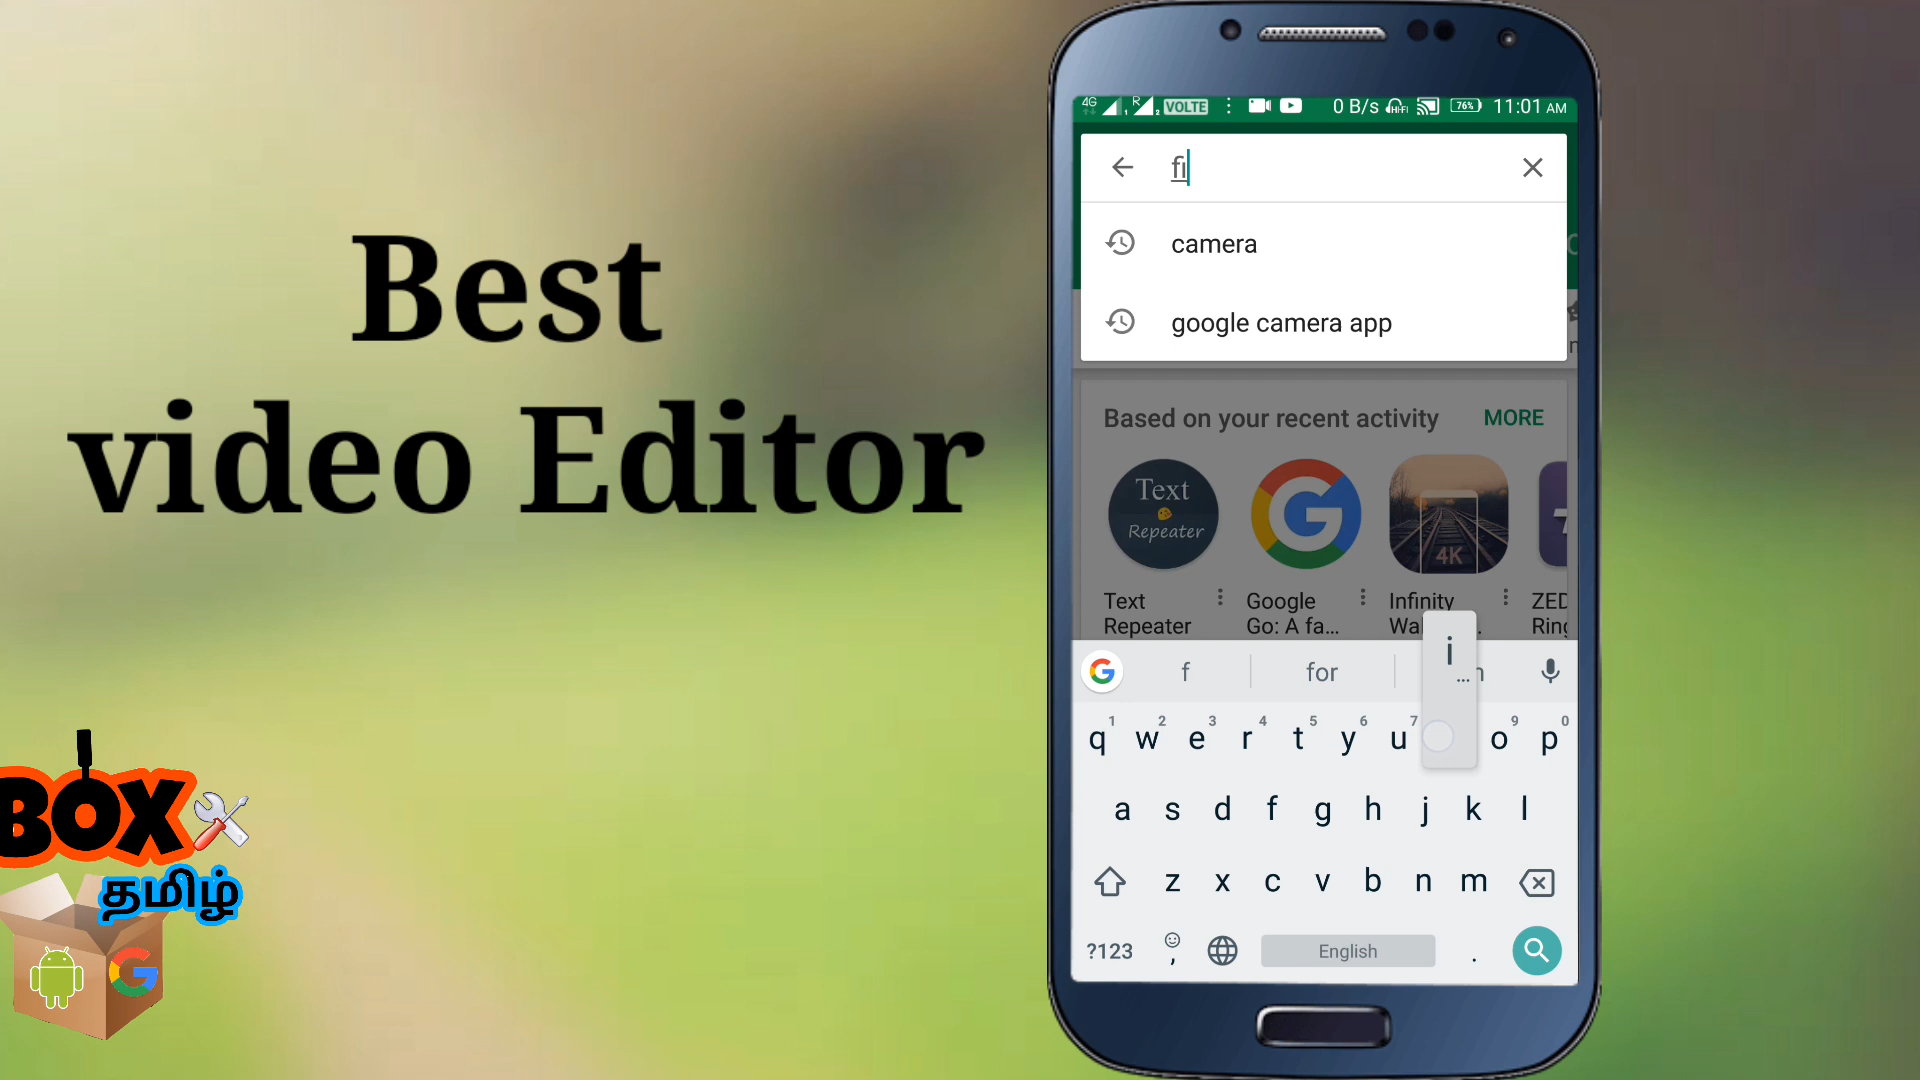 Best
video Editor
BOX
தமிழ்
4G R VOLTE 0 B/s HiFi 76% 11:01 AM
fi
camera
google camera app
Based on your recent activity MORE
Text
Repeater
4K
Text
Repeater
Google
Go: A fa...
Infinity
ZED
f for
i
1 2 3 4 5 6 7 9 0
q w e r t y u o p
a s d f g h j k l
z x c v b n m
?123 , English .